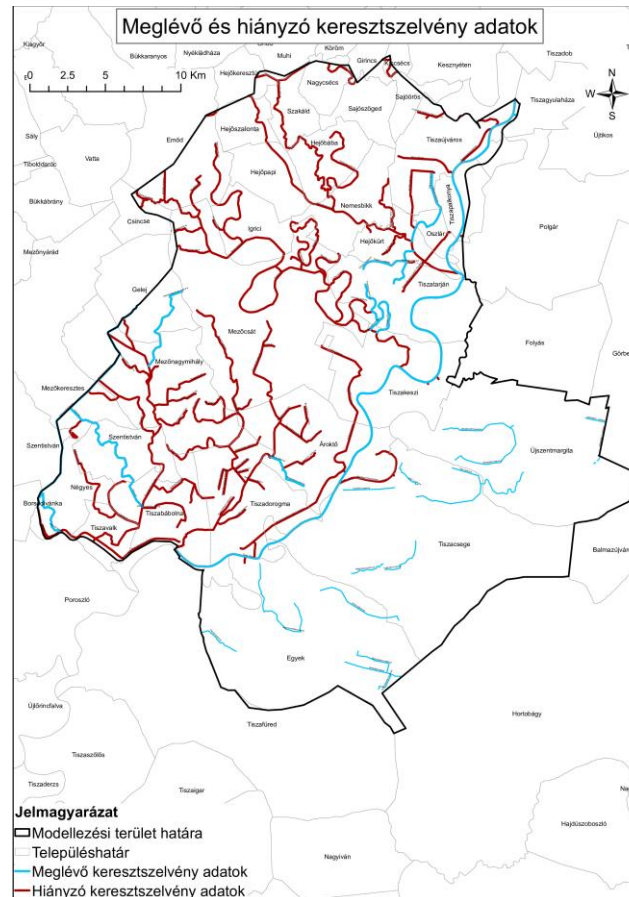 Meglévő és hiányzó keresztszelvény adatok
Kiágyőr
Bükkaranyos
Nyékládháza
Muhi
Köröm
Girincs
Kesznyéten
Tiszadob
Hejőkeresztúr
Nagycsécs
0 2.5 5 10 Km
N
W
E
S
Sajóörös
Tiszagyulaháza
Szakáld
Sajószöged
Újtikos
Sály
Emőd
Hejőszalonta
Hejőbába
Tiszaújváros
Vatta
Tibolddaróc
Hejőpapi
Bükkábrány
Nemesbikk
Tiszapalkonya
Csincse
Igrici
Oszlár
Polgár
Hejőkürt
Mezőnyárád
Tiszatarján
Gelej
Mezőcsát
Folyás
Görbe
Mezőnagymihály
Mezőkeresztes
Tiszakeszi
Szentistván
Szentistván
Ároktő
Újszentmargita
Négyes
Borsodivánka
Tiszabábolna
Tiszadorogma
Tiszavalk
Tiszacsege
Balmazújváros
Poroszló
Egyek
Újlőrincfalva
Tiszafüred
Hortobágy
Tiszaszőlős
Tiszaderzs
Tiszaigar
Hajdúszoboszló
Nagyiván
Jelmagyarázat
Modellezési terület határa
Településhatár
Meglévő keresztszelvény adatok
Hiányzó keresztszelvény adatok